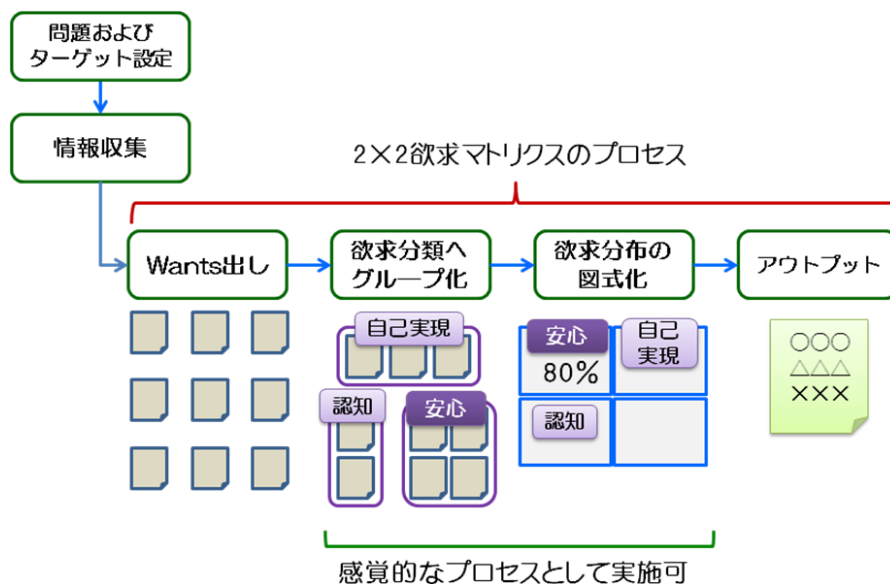 問題および
ターゲット設定
情報収集
2×2欲求マトリクスのプロセス
Wants出し
欲求分類へ
グループ化
欲求分布の
図式化
アウトプット
自己実現
認知
安心
安心
80%
自己
実現
認知
○○○
△△△
×××
感覚的なプロセスとして実施可